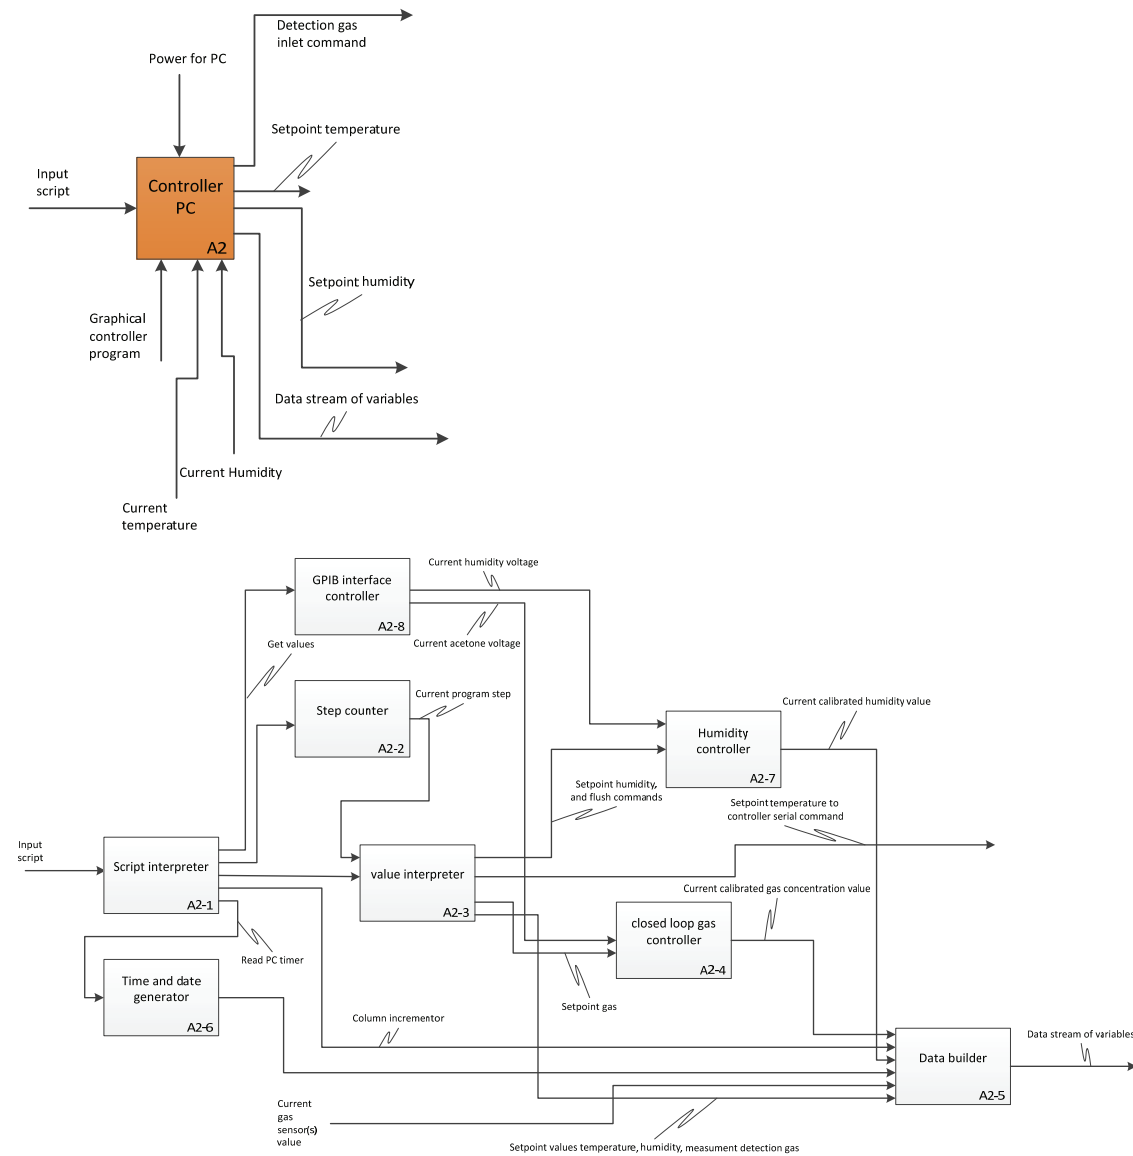 Detection gas
inlet command
Power for PC
Setpoint temperature
Input
script
Controller
PC
A2
Setpoint humidity
Graphical
controller
program
Data stream of variables
Current Humidity
Current
temperature
Current humidity voltage
GPIB interface
controller
A2-8
Get values
Current acetone voltage
Current program step
Step counter
A2-2
Current calibrated humidity value
Humidity
controller
A2-7
Setpoint humidity,
and flush commands
Setpoint temperature to
controller serial command
Input
script
Script interpreter
A2-1
value interpreter
A2-3
Current calibrated gas concentration value
closed loop gas
controller
A2-4
Read PC timer
Time and date
generator
A2-6
Setpoint gas
Column incrementor
Data builder
A2-5
Data stream of variables
Current
gas
sensor(s)
value
Setpoint values temperature, humidity, measument detection gas